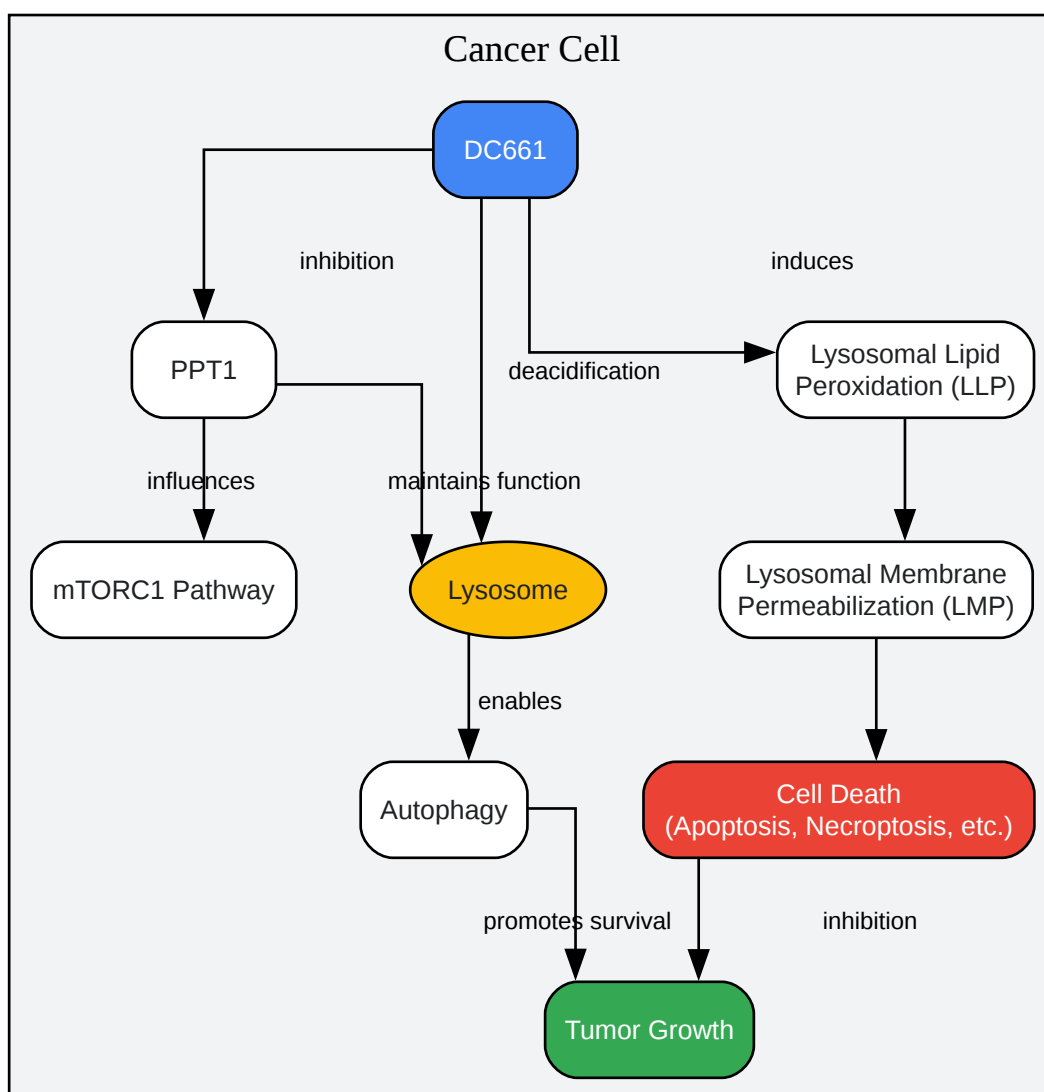 Cancer Cell
DC661
inhibition
induces
PPT1
deacidification
Lysosomal Lipid
Peroxidation (LLP)
influences
maintains function
mTORC1 Pathway
Lysosome
Lysosomal Membrane
Permeabilization (LMP)
enables
Autophagy
Cell Death
(Apoptosis, Necroptosis, etc.)
promotes survival
inhibition
Tumor Growth